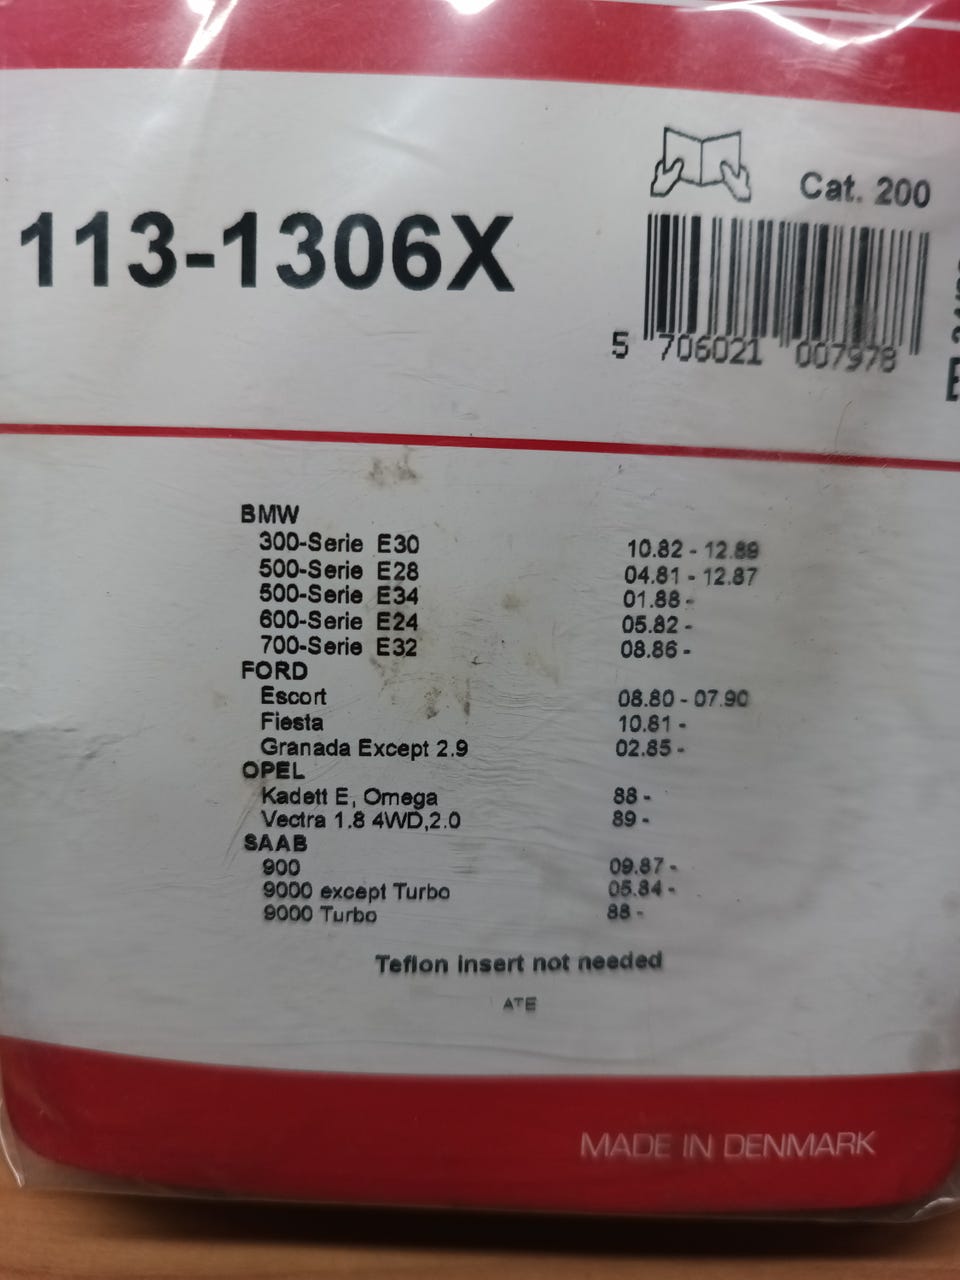 Cat. 200
113-1306X
5 706021 007978
BMW
300-Serie E30 10.82 - 12.89
500-Serie E28 04.81 - 12.87
500-Serie E34 01.88 -
600-Serie E24 05.82 -
700-Serie E32 08.86 -
FORD
Escort 08.80 - 07.90
Fiesta 10.81 -
Granada Except 2.9 02.85 -
OPEL
Kadett E, Omega 88 -
Vectra 1.8 4WD,2.0 89 -
SAAB
900 09.87 -
9000 except Turbo 05.84 -
9000 Turbo 88 -
Teflon insert not needed
ATE
MADE IN DENMARK